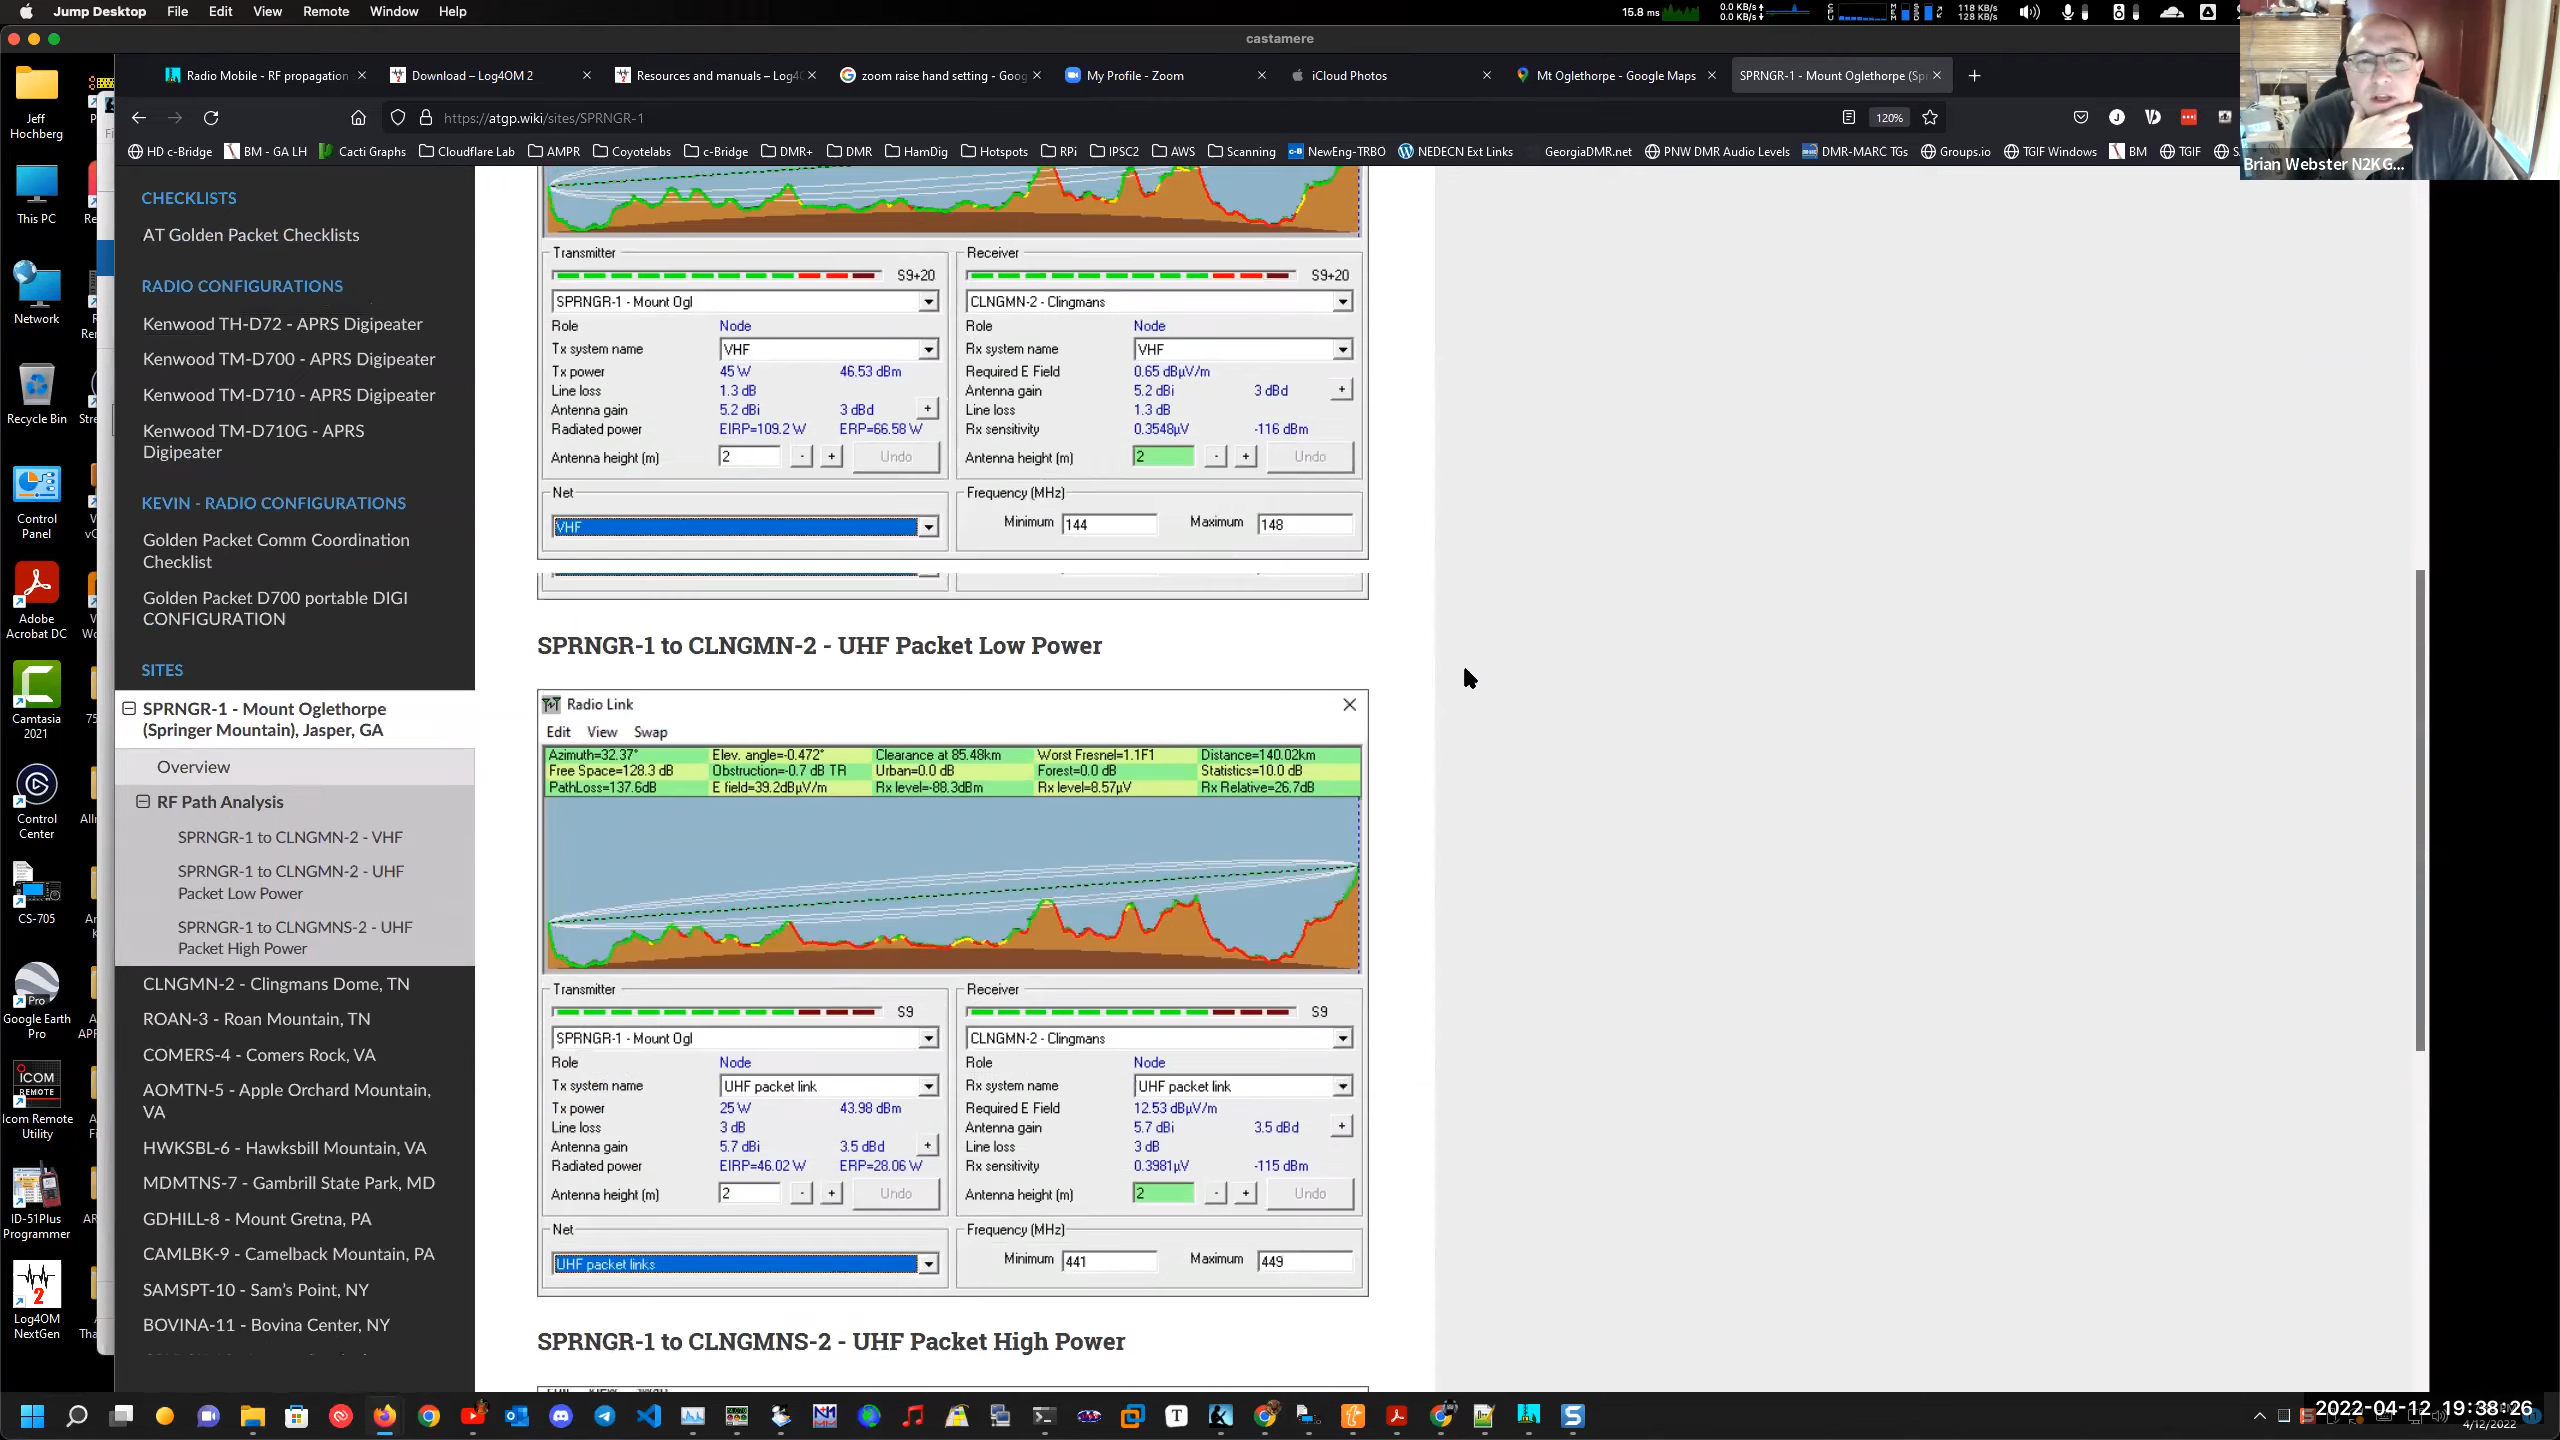 Jump Desktop File Edit View Remote Window Help
15.8 ms 0.0 KB/s 0.0 KB/s 118 KB/s 128 KB/s
castamere
Radio Mobile - RF propagation
Download – Log4OM 2
Resources and manuals – Log4O
zoom raise hand setting - Goog
My Profile - Zoom
iCloud Photos
Mt Oglethorpe - Google Maps
SPRNGR-1 - Mount Oglethorpe (Spr
https://atgp.wiki/sites/SPRNGR-1
120%
HD c-Bridge BM - GA LH Cacti Graphs Cloudflare Lab AMPR Coyotelabs c-Bridge DMR+ DMR HamDig Hotspots RPi IPSC2 AWS Scanning NewEng-TRBO NEDECN Ext Links GeorgiaDMR.net PNW DMR Audio Levels DMR-MARC TGs Groups.io TGIF Windows BM TGIF
Brian Webster N2KG...
Jeff Hochberg
This PC
Network
Recycle Bin
Control Panel
Adobe Acrobat DC
Camtasia 2021
Control Center
CS-705
Google Earth Pro
Icom Remote Utility
ID-51Plus Programmer
Log4OM NextGen
CHECKLISTS
AT Golden Packet Checklists
RADIO CONFIGURATIONS
Kenwood TH-D72 - APRS Digipeater
Kenwood TM-D700 - APRS Digipeater
Kenwood TM-D710 - APRS Digipeater
Kenwood TM-D710G - APRS
Digipeater
KEVIN - RADIO CONFIGURATIONS
Golden Packet Comm Coordination
Checklist
Golden Packet D700 portable DIGI
CONFIGURATION
SITES
SPRNGR-1 - Mount Oglethorpe
(Springer Mountain), Jasper, GA
Overview
RF Path Analysis
SPRNGR-1 to CLNGMN-2 - VHF
SPRNGR-1 to CLNGMN-2 - UHF
Packet Low Power
SPRNGR-1 to CLNGMNS-2 - UHF
Packet High Power
CLNGMN-2 - Clingmans Dome, TN
ROAN-3 - Roan Mountain, TN
COMERS-4 - Comers Rock, VA
AOMTN-5 - Apple Orchard Mountain,
VA
HWKSBL-6 - Hawksbill Mountain, VA
MDMTNS-7 - Gambrill State Park, MD
GDHILL-8 - Mount Gretna, PA
CAMLBK-9 - Camelback Mountain, PA
SAMSPT-10 - Sam's Point, NY
BOVINA-11 - Bovina Center, NY
Transmitter
S9+20
SPRNGR-1 - Mount Ogl
Role Node
Tx system name VHF
Tx power 45 W 46.53 dBm
Line loss 1.3 dB
Antenna gain 5.2 dBi 3 dBd +
Radiated power EIRP=109.2 W ERP=66.58 W
Antenna height (m) 2 - + Undo
Net
VHF
Receiver
S9+20
CLNGMN-2 - Clingmans
Role Node
Rx system name VHF
Required E Field 0.65 dBµV/m
Antenna gain 5.2 dBi 3 dBd +
Line loss 1.3 dB
Rx sensitivity 0.3548µV -116 dBm
Antenna height (m) 2 - + Undo
Frequency (MHz)
Minimum 144 Maximum 148
SPRNGR-1 to CLNGMN-2 - UHF Packet Low Power
Radio Link
Edit View Swap
Azimuth=32.37° Elev. angle=-0.472° Clearance at 85.48km Worst Fresnel=1.1F1 Distance=140.02km
Free Space=128.3 dB Obstruction=-0.7 dB TR Urban=0.0 dB Forest=0.0 dB Statistics=10.0 dB
PathLoss=137.6dB E field=39.2dBµV/m Rx level=-88.3dBm Rx level=8.57µV Rx Relative=26.7dB
Transmitter
S9
SPRNGR-1 - Mount Ogl
Role Node
Tx system name UHF packet link
Tx power 25 W 43.98 dBm
Line loss 3 dB
Antenna gain 5.7 dBi 3.5 dBd +
Radiated power EIRP=46.02 W ERP=28.06 W
Antenna height (m) 2 - + Undo
Net
UHF packet links
Receiver
S9
CLNGMN-2 - Clingmans
Role Node
Rx system name UHF packet link
Required E Field 12.53 dBµV/m
Antenna gain 5.7 dBi 3.5 dBd +
Line loss 3 dB
Rx sensitivity 0.3981µV -115 dBm
Antenna height (m) 2 - + Undo
Frequency (MHz)
Minimum 441 Maximum 449
SPRNGR-1 to CLNGMNS-2 - UHF Packet High Power
2022-04-12 19:38:26
4/12/2022